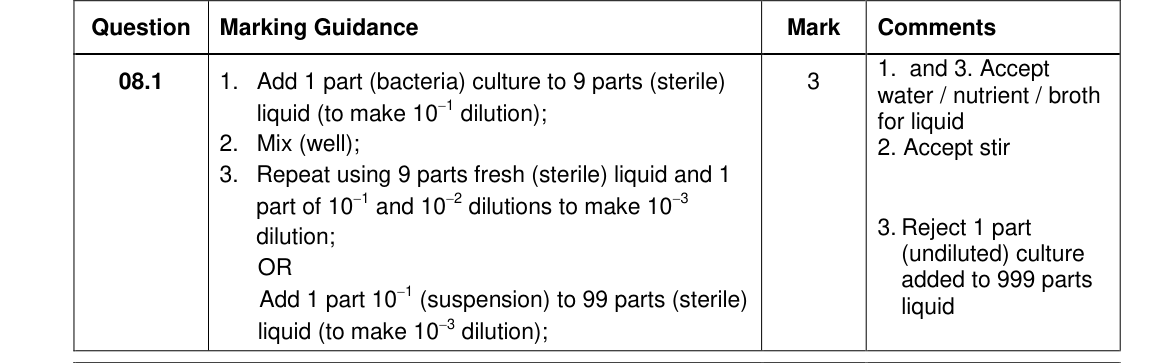 Question Marking Guidance Mark Comments
08.1
1. Add 1 part (bacteria) culture to 9 parts (sterile)
liquid (to make 10⁻¹ dilution);
2. Mix (well);
3. Repeat using 9 parts fresh (sterile) liquid and 1
part of 10⁻¹ and 10⁻² dilutions to make 10⁻³
dilution;
OR
Add 1 part 10⁻¹ (suspension) to 99 parts (sterile)
liquid (to make 10⁻³ dilution);
3
1. and 3. Accept
water / nutrient / broth
for liquid
2. Accept stir
3. Reject 1 part
(undiluted) culture
added to 999 parts
liquid